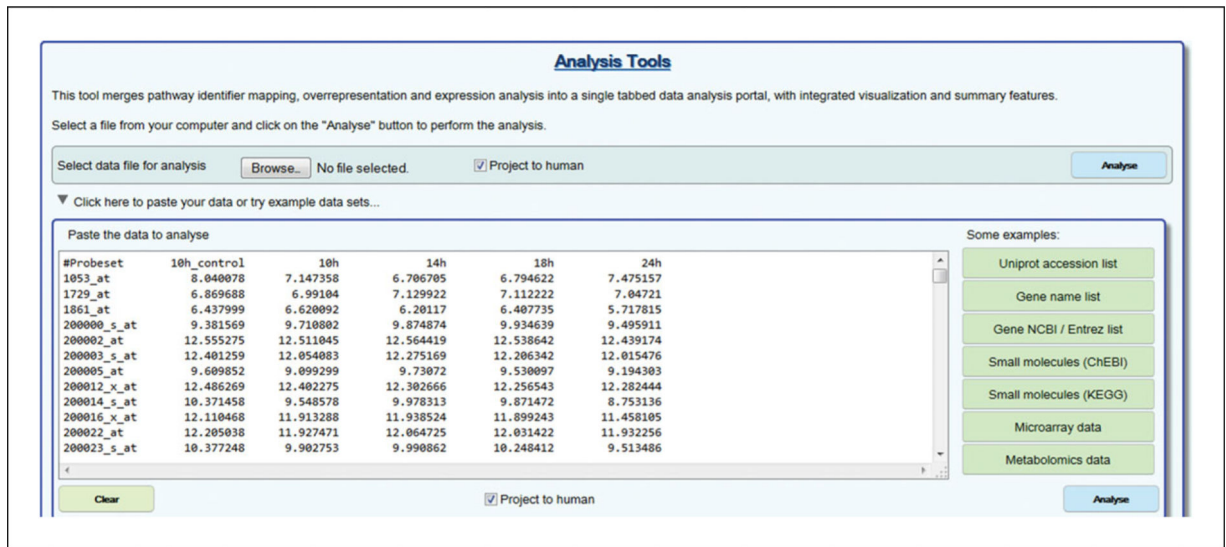 Analysis Tools
This tool merges pathway identifier mapping, overrepresentation and expression analysis into a single tabbed data analysis portal, with integrated visualization and summary features.
Select a file from your computer and click on the "Analyse" button to perform the analysis.
Select data file for analysis Browse... No file selected. Project to human Analyse
Click here to paste your data or try example data sets...
Paste the data to analyse Some examples:
#Probeset 10h_control 10h 14h 18h 24h
1053_at 8.040078 7.147358 6.706705 6.794622 7.475157
1729_at 6.869688 6.99104 7.129922 7.112222 7.04721
1861_at 6.437999 6.620092 6.20117 6.407735 5.717815
200000_s_at 9.381569 9.710802 9.874874 9.934639 9.495911
200002_at 12.555275 12.511045 12.564419 12.538642 12.439174
200003_s_at 12.401259 12.054083 12.275169 12.206342 12.015476
200005_at 9.609852 9.099299 9.73072 9.530097 9.194303
200012_x_at 12.486269 12.402275 12.302666 12.256543 12.282444
200014_s_at 10.371458 9.548578 9.978313 9.871472 8.753136
200016_x_at 12.110468 11.913288 11.938524 11.899243 11.458105
200022_at 12.205038 11.927471 12.064725 12.031422 11.932256
200023_s_at 10.377248 9.902753 9.990862 10.248412 9.513486
Uniprot accession list
Gene name list
Gene NCBI / Entrez list
Small molecules (ChEBI)
Small molecules (KEGG)
Microarray data
Metabolomics data
Clear Project to human Analyse